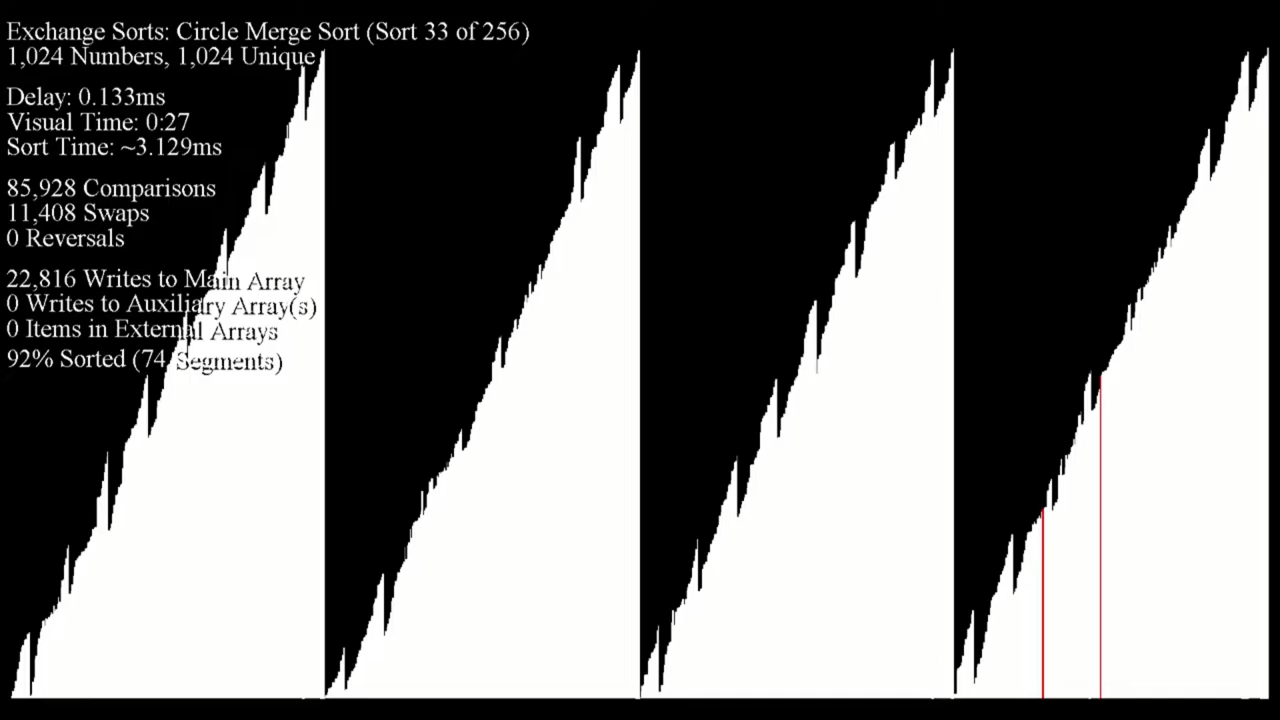 Exchange Sorts: Circle Merge Sort (Sort 33 of 256)
1,024 Numbers, 1,024 Unique
Delay: 0.133ms
Visual Time: 0:27
Sort Time: ~3.129ms
85,928 Comparisons
11,408 Swaps
0 Reversals
22,816 Writes to Main Array
0 Writes to Auxiliary Array(s)
0 Items in External Arrays
92% Sorted (74 Segments)